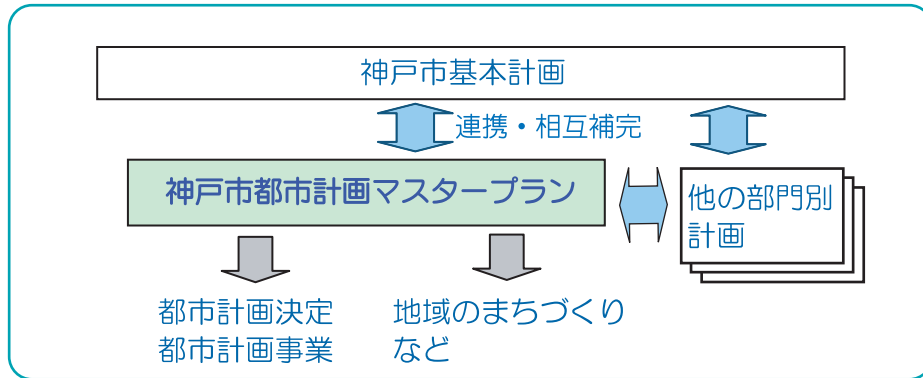 神戸市基本計画
連携・相互補完
神戸市都市計画マスタープラン
他の部門別
計画
都市計画決定
都市計画事業
地域のまちづくり
など